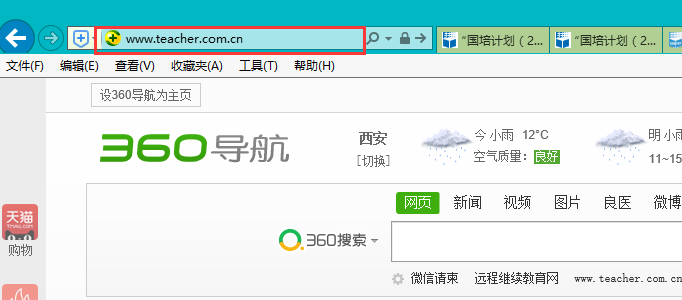 www.teacher.com.cn
"国培计划（2...
"国培计划（2...
文件(F) 编辑(E) 查看(V) 收藏夹(A) 工具(T) 帮助(H)
设360导航为主页
360导航
西安
[切换]
今 小雨 12°C
空气质量：良好
明 小雨
11~15
天猫
TMALL.COM
购物
网页 新闻 视频 图片 良医 微博
360搜索
微信请柬 远程继续教育网 www.teacher.com.cn